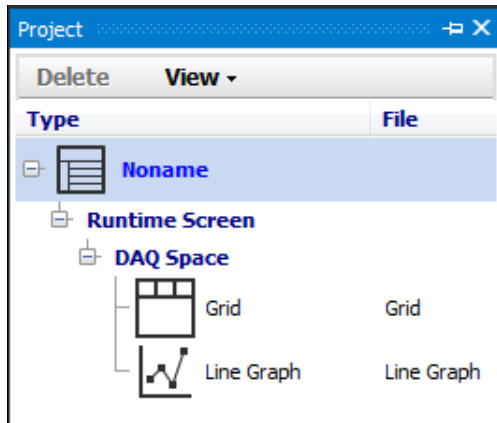 Project
Delete View
Type File
Noname
Runtime Screen
DAQ Space
Grid Grid
Line Graph Line Graph